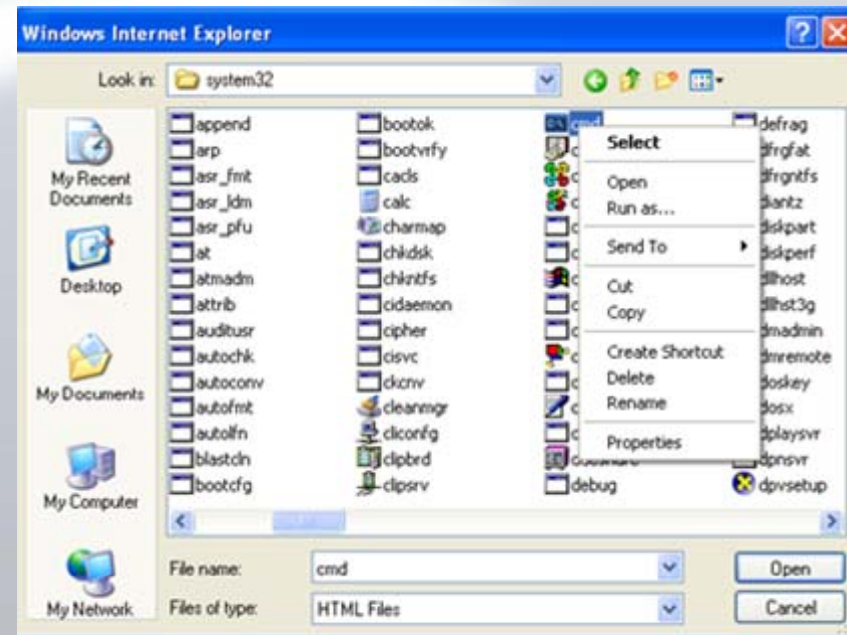 Windows Internet Explorer
Look in:
system32
My Recent
Documents
Desktop
My Documents
My Computer
My Network
append
arp
asr_fmt
asr_ldm
asr_pfu
at
atmadm
attrib
auditusr
autochk
autoconv
autofmt
autolfn
blastcln
bootcfg
bootok
bootvrfy
cacls
calc
charmap
chkdsk
chkntfs
cidaemon
cipher
cisvc
ckcnv
cleanmgr
cliconfg
clipbrd
clipsrv
cmd
debug
Select
Open
Run as...
Send To
Cut
Copy
Create Shortcut
Delete
Rename
Properties
defrag
dfrgfat
dfrgntfs
diantz
diskpart
diskperf
dllhost
dllhst3g
dmadmin
dmremote
doskey
dosx
dplaysvr
dpnsvr
dpvsetup
File name:
cmd
Open
Files of type:
HTML Files
Cancel